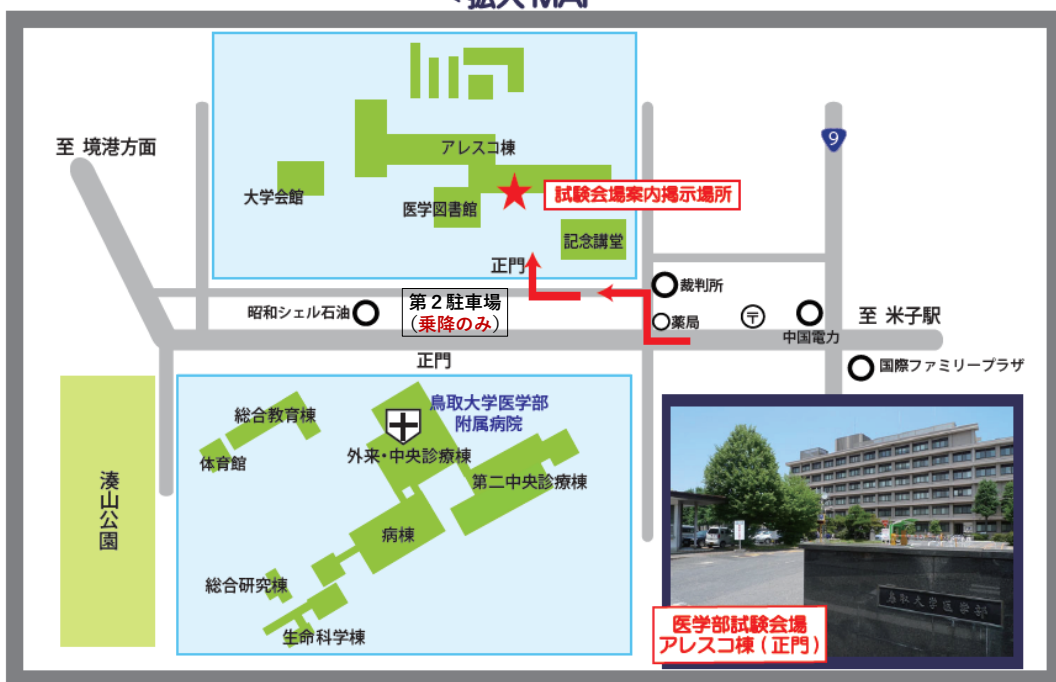 拡大MAP
至 境港方面
9
アレスコ棟
大学会館
医学図書館
試験会場案内掲示場所
記念講堂
正門
裁判所
昭和シェル石油
第２駐車場
（乗降のみ）
薬局
〒
中国電力
至 米子駅
正門
国際ファミリープラザ
総合教育棟
体育館
鳥取大学医学部
附属病院
外来・中央診療棟
第二中央診療棟
湊山公園
病棟
総合研究棟
生命科学棟
鳥取大学医学部
医学部試験会場
アレスコ棟(正門)